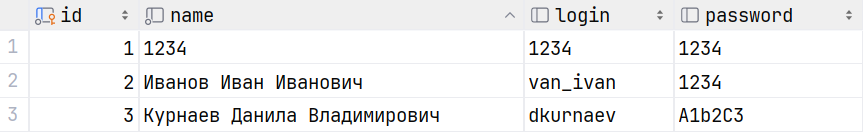 id name login password
1 1 1234 1234 1234
2 2 Иванов Иван Иванович van_ivan 1234
3 3 Курнаев Данила Владимирович dkurnaev A1b2C3